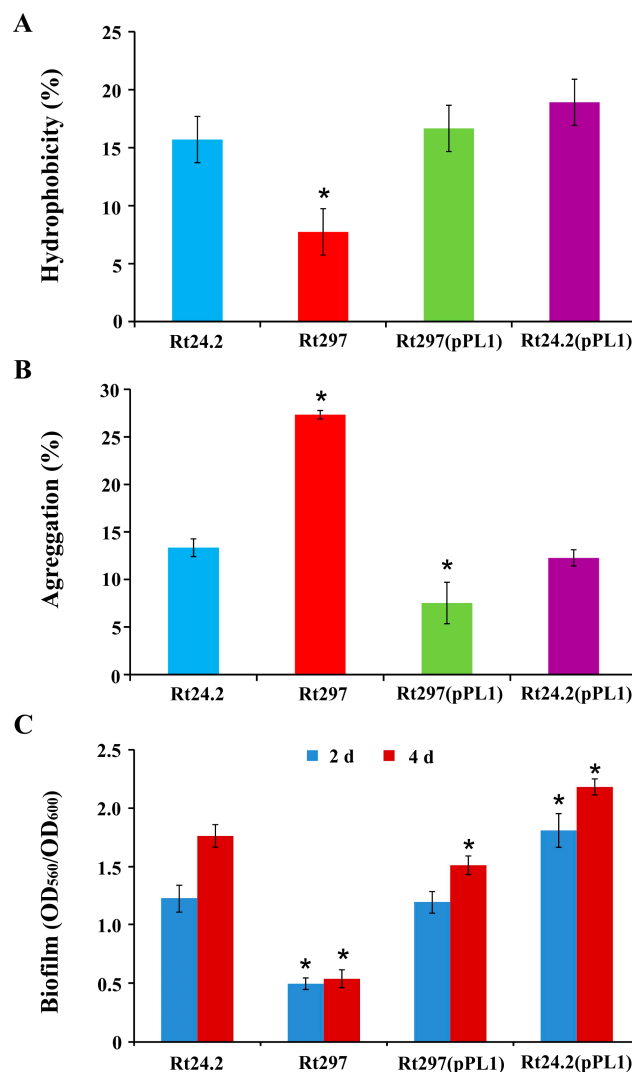 A
Hydrophobicity (%)
25
20
15
10
5
0
*
Rt24.2 Rt297 Rt297(pPL1) Rt24.2(pPL1)
B
Agreggation (%)
30
25
20
15
10
5
0
* *
Rt24.2 Rt297 Rt297(pPL1) Rt24.2(pPL1)
C
Biofilm (OD560/OD600)
2 d 4 d
2.5
2.0
1.5
1.0
0.5
0
* * * * *
Rt24.2 Rt297 Rt297(pPL1) Rt24.2(pPL1)